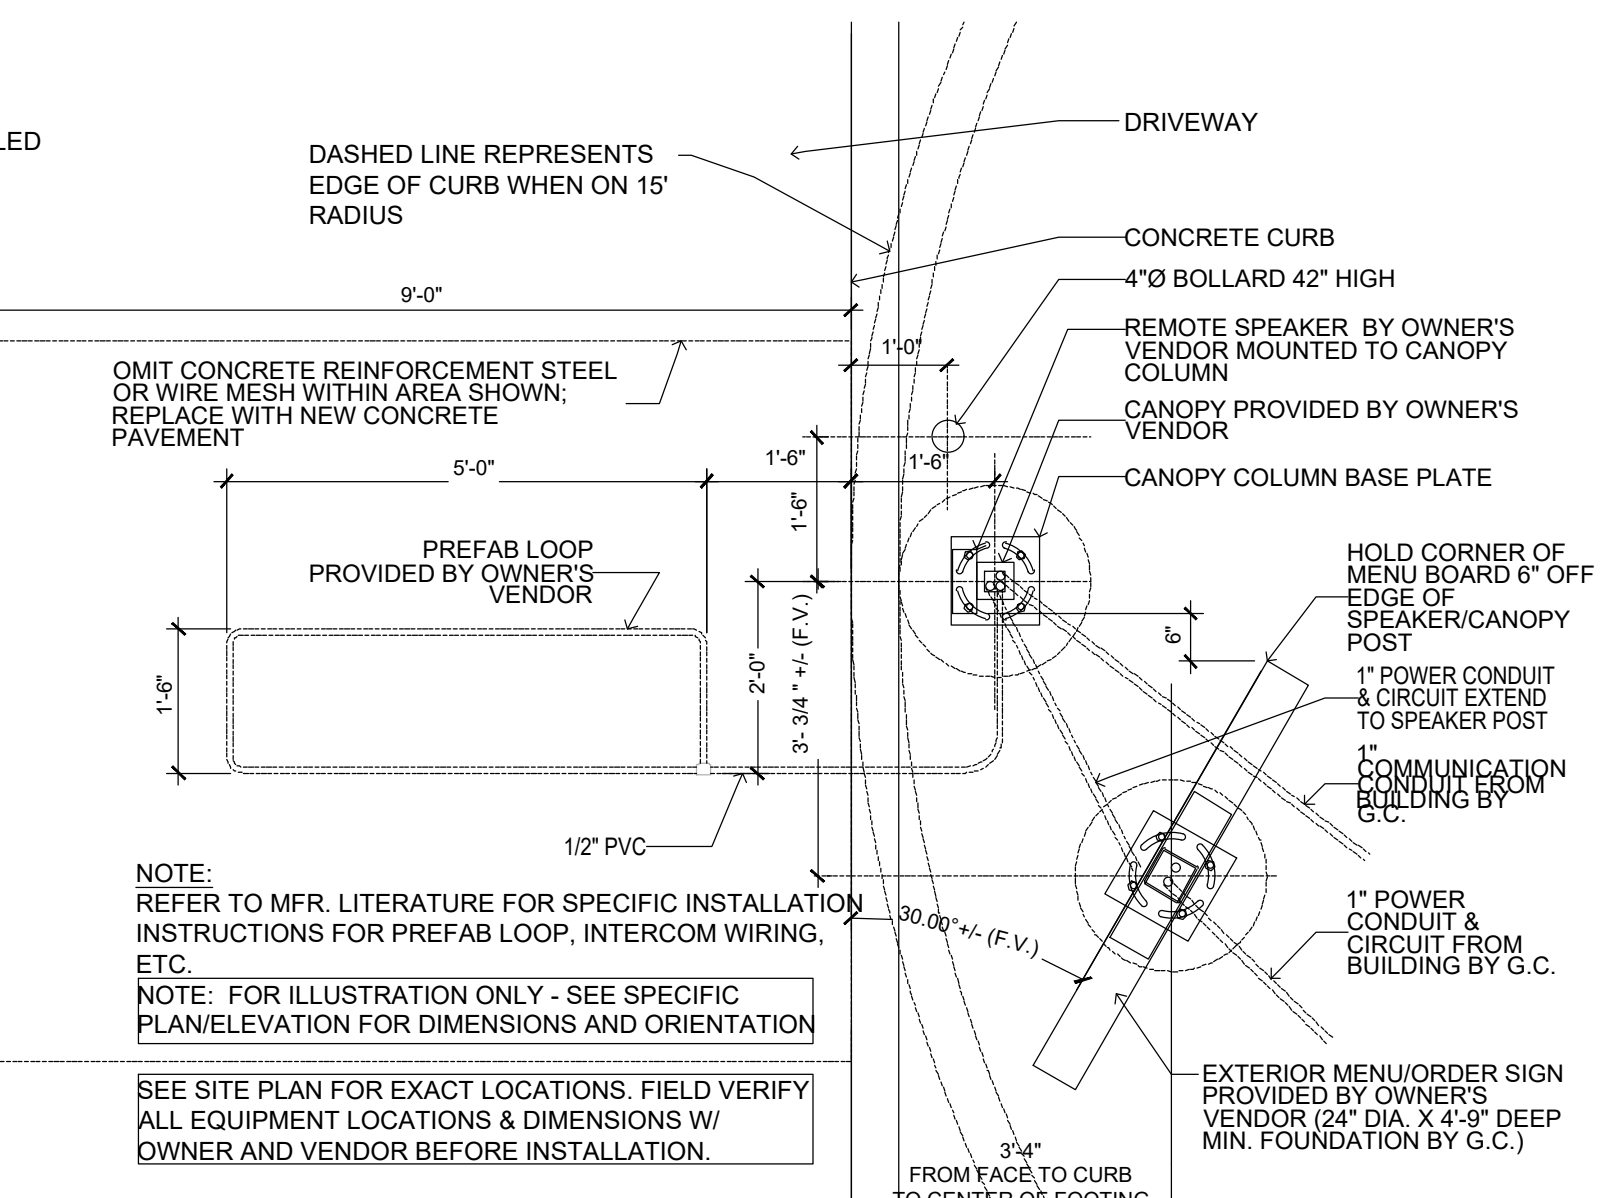 LED
DRIVEWAY
DASHED LINE REPRESENTS
EDGE OF CURB WHEN ON 15'
RADIUS
CONCRETE CURB
4"Ø BOLLARD 42" HIGH
9'-0"
REMOTE SPEAKER BY OWNER'S
VENDOR MOUNTED TO CANOPY
COLUMN
1'-0"
OMIT CONCRETE REINFORCEMENT STEEL
OR WIRE MESH WITHIN AREA SHOWN;
REPLACE WITH NEW CONCRETE
PAVEMENT
CANOPY PROVIDED BY OWNER'S
VENDOR
5'-0"
1'-6"
1'-6"
CANOPY COLUMN BASE PLATE
1'-6"
PREFAB LOOP
PROVIDED BY OWNER'S
VENDOR
HOLD CORNER OF
MENU BOARD 6" OFF
EDGE OF
SPEAKER/CANOPY
POST
6"
1'-6"
2'-0"
3'- 3/4 " +/- (F.V.)
1" POWER CONDUIT
& CIRCUIT EXTEND
TO SPEAKER POST
1"
COMMUNICATION
CONDUIT FROM
BUILDING BY
G.C.
1/2" PVC
NOTE:
REFER TO MFR. LITERATURE FOR SPECIFIC INSTALLATION
INSTRUCTIONS FOR PREFAB LOOP, INTERCOM WIRING,
ETC.
30.00°+/- (F.V.)
1" POWER
CONDUIT &
CIRCUIT FROM
BUILDING BY G.C.
NOTE: FOR ILLUSTRATION ONLY - SEE SPECIFIC
PLAN/ELEVATION FOR DIMENSIONS AND ORIENTATION
SEE SITE PLAN FOR EXACT LOCATIONS. FIELD VERIFY
ALL EQUIPMENT LOCATIONS & DIMENSIONS W/
OWNER AND VENDOR BEFORE INSTALLATION.
EXTERIOR MENU/ORDER SIGN
PROVIDED BY OWNER'S
VENDOR (24" DIA. X 4'-9" DEEP
MIN. FOUNDATION BY G.C.)
3'-4"
FROM FACE TO CURB
TO CENTER OF FOOTING